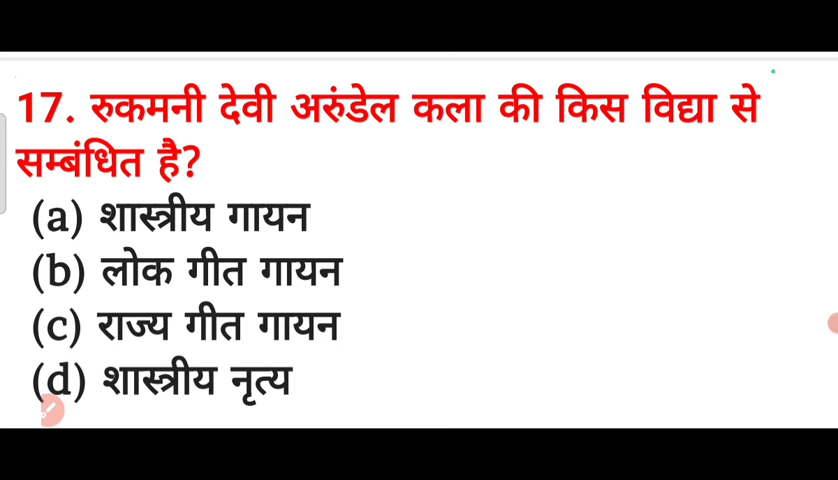 17. रुकमनी देवी अरुंडेल कला की किस विद्या से
सम्बंधित है?
(a) शास्त्रीय गायन
(b) लोक गीत गायन
(c) राज्य गीत गायन
(d) शास्त्रीय नृत्य